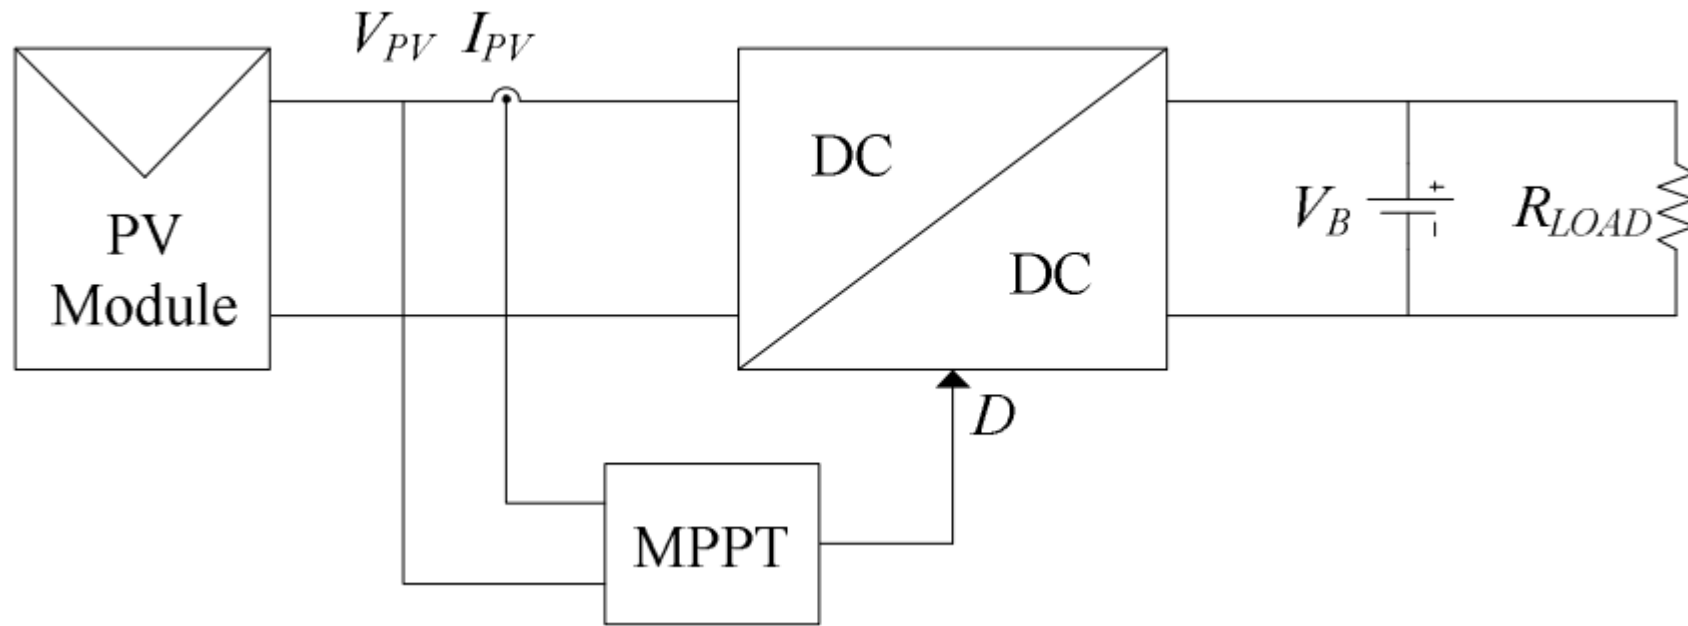 V_PV I_PV
DC
PV
Module
V_B
+
-
R_LOAD
DC
D
MPPT